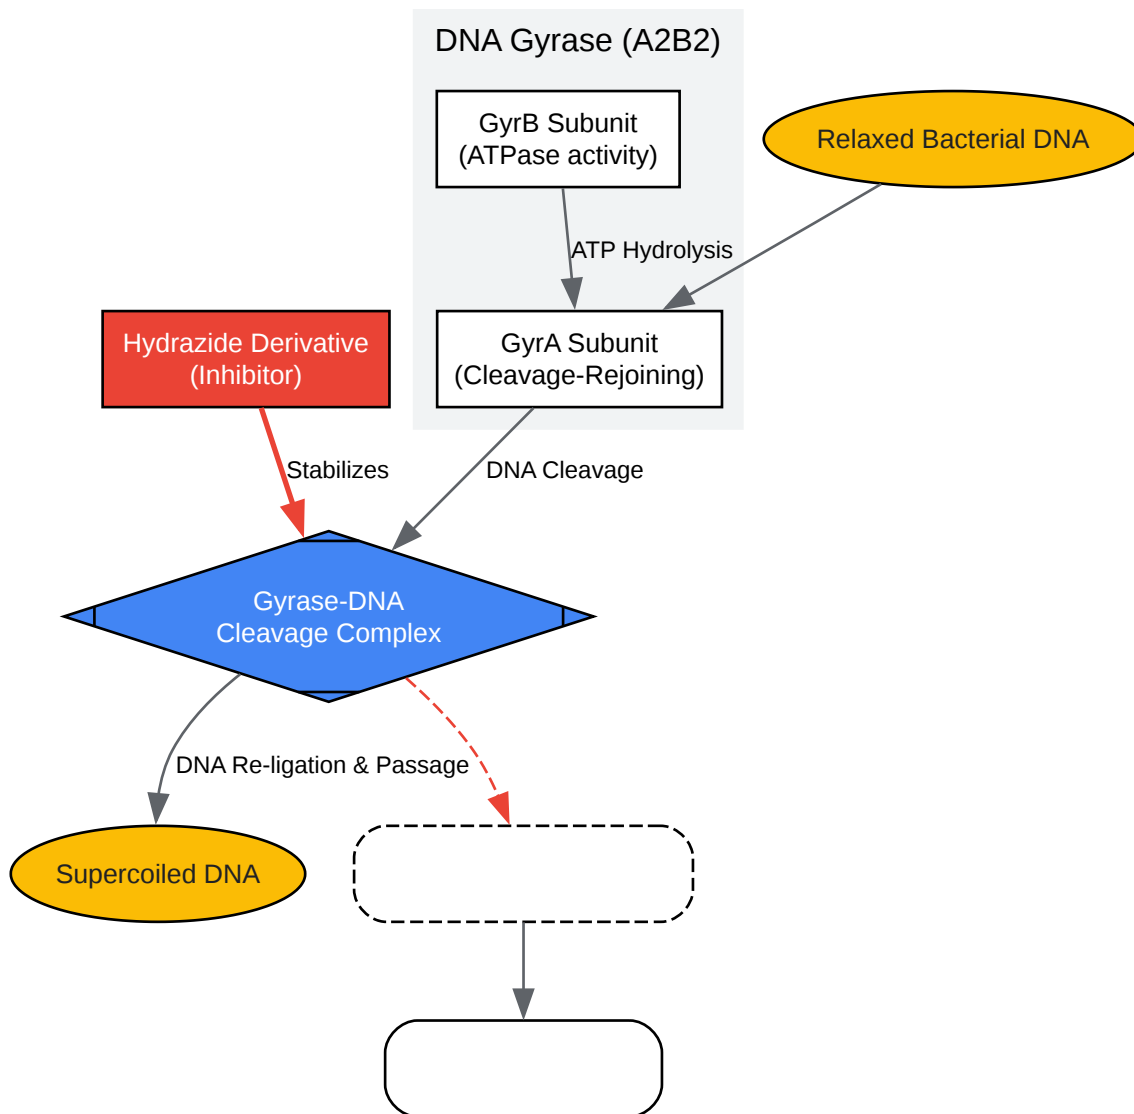 DNA Gyrase (A2B2)
GyrB Subunit
(ATPase activity)
Relaxed Bacterial DNA
ATP Hydrolysis
Hydrazide Derivative
(Inhibitor)
GyrA Subunit
(Cleavage-Rejoining)
Stabilizes
DNA Cleavage
Gyrase-DNA
Cleavage Complex
DNA Re-ligation & Passage
Supercoiled DNA